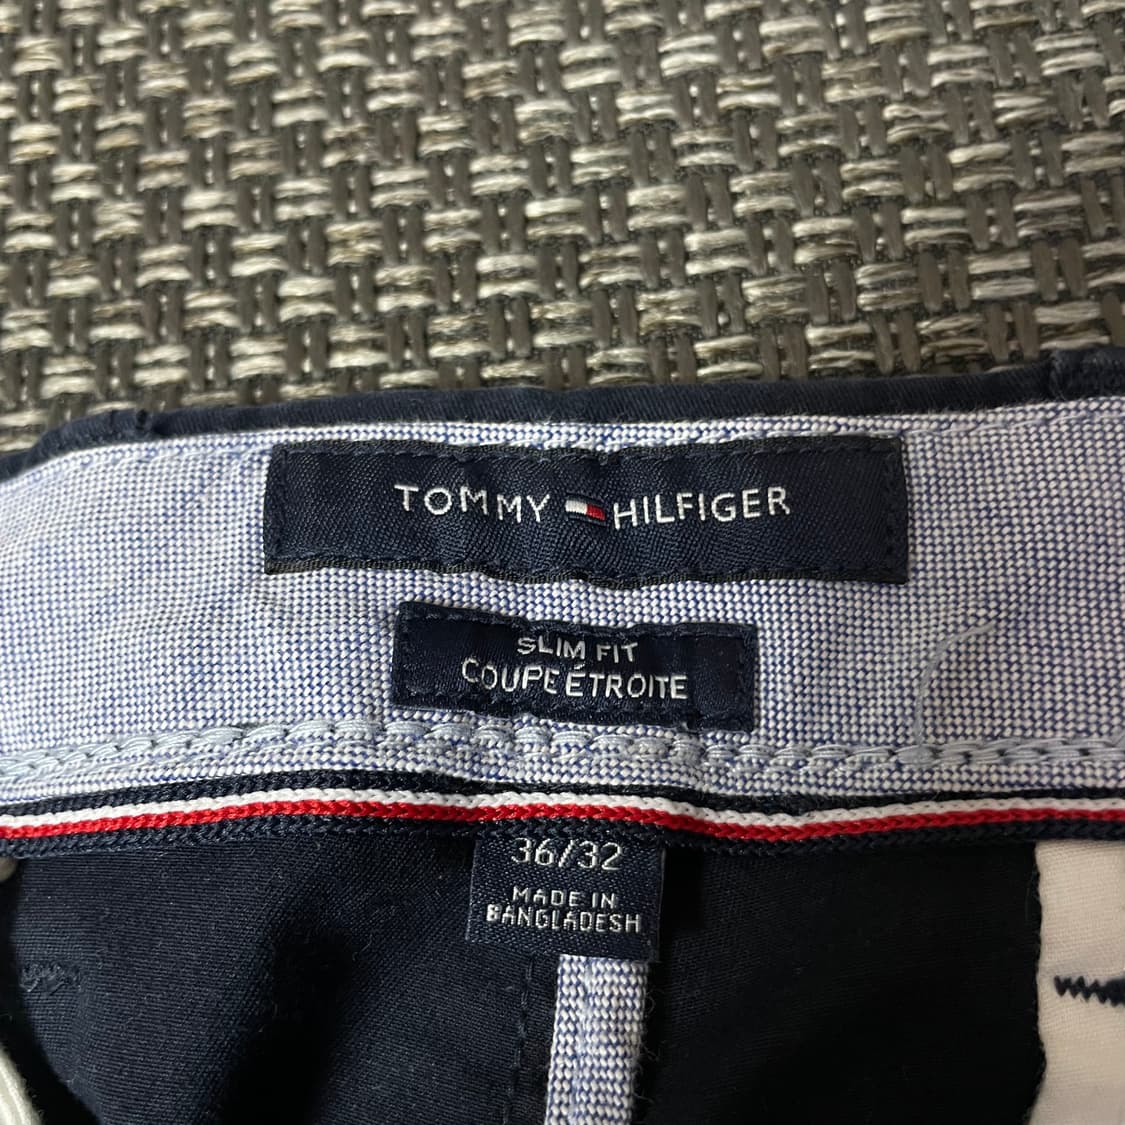 TOMMY HILFIGER
SLIM FIT
COUPE ÉTROITE
36/32
MADE IN
BANGLADESH